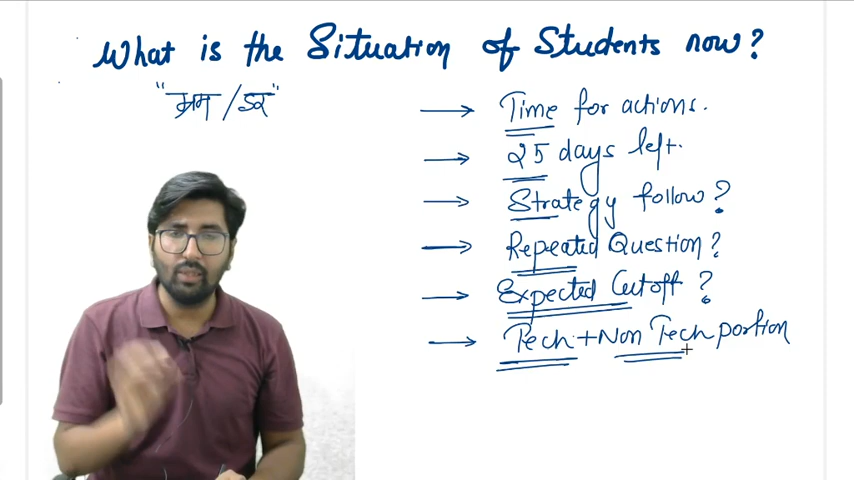 What is the Situation of Students now?
"भ्रम/डर"
→ Time for actions.
→ 25 days left.
→ Strategy follow?
→ Repeated Question?
→ Expected Cutoff?
→ Tech+Non Tech portion